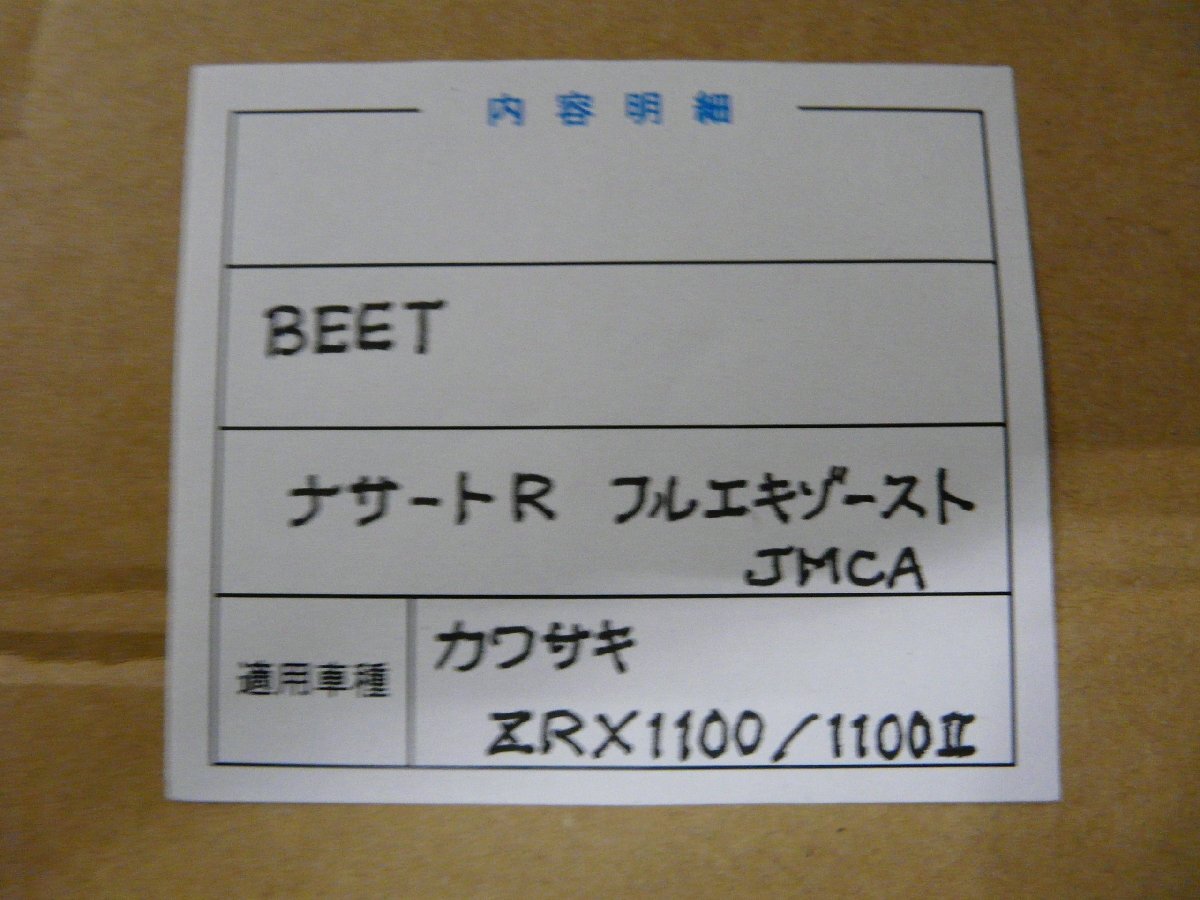 内容明細
BEET
ナサートR フルエキゾースト
JMCA
適用車種
カワサキ
ZRX1100/1100Ⅱ